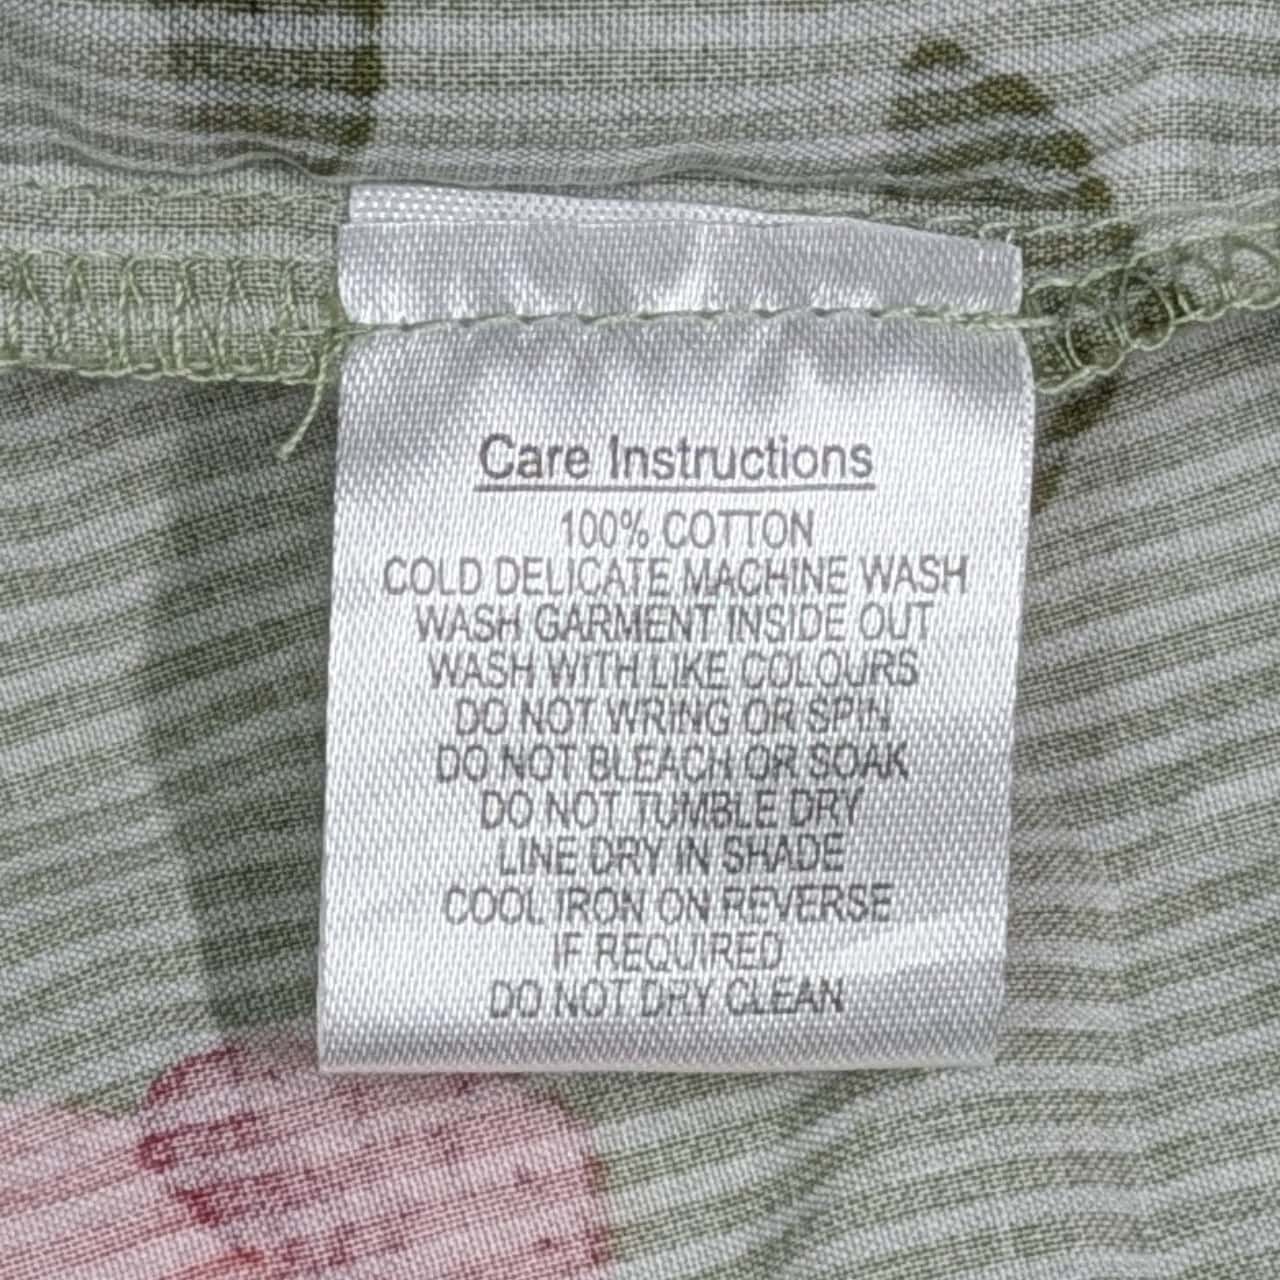 Care Instructions
100% COTTON
COLD DELICATE MACHINE WASH
WASH GARMENT INSIDE OUT
WASH WITH LIKE COLOURS
DO NOT WRING OR SPIN
DO NOT BLEACH OR SOAK
DO NOT TUMBLE DRY
LINE DRY IN SHADE
COOL IRON ON REVERSE
IF REQUIRED
DO NOT DRY CLEAN